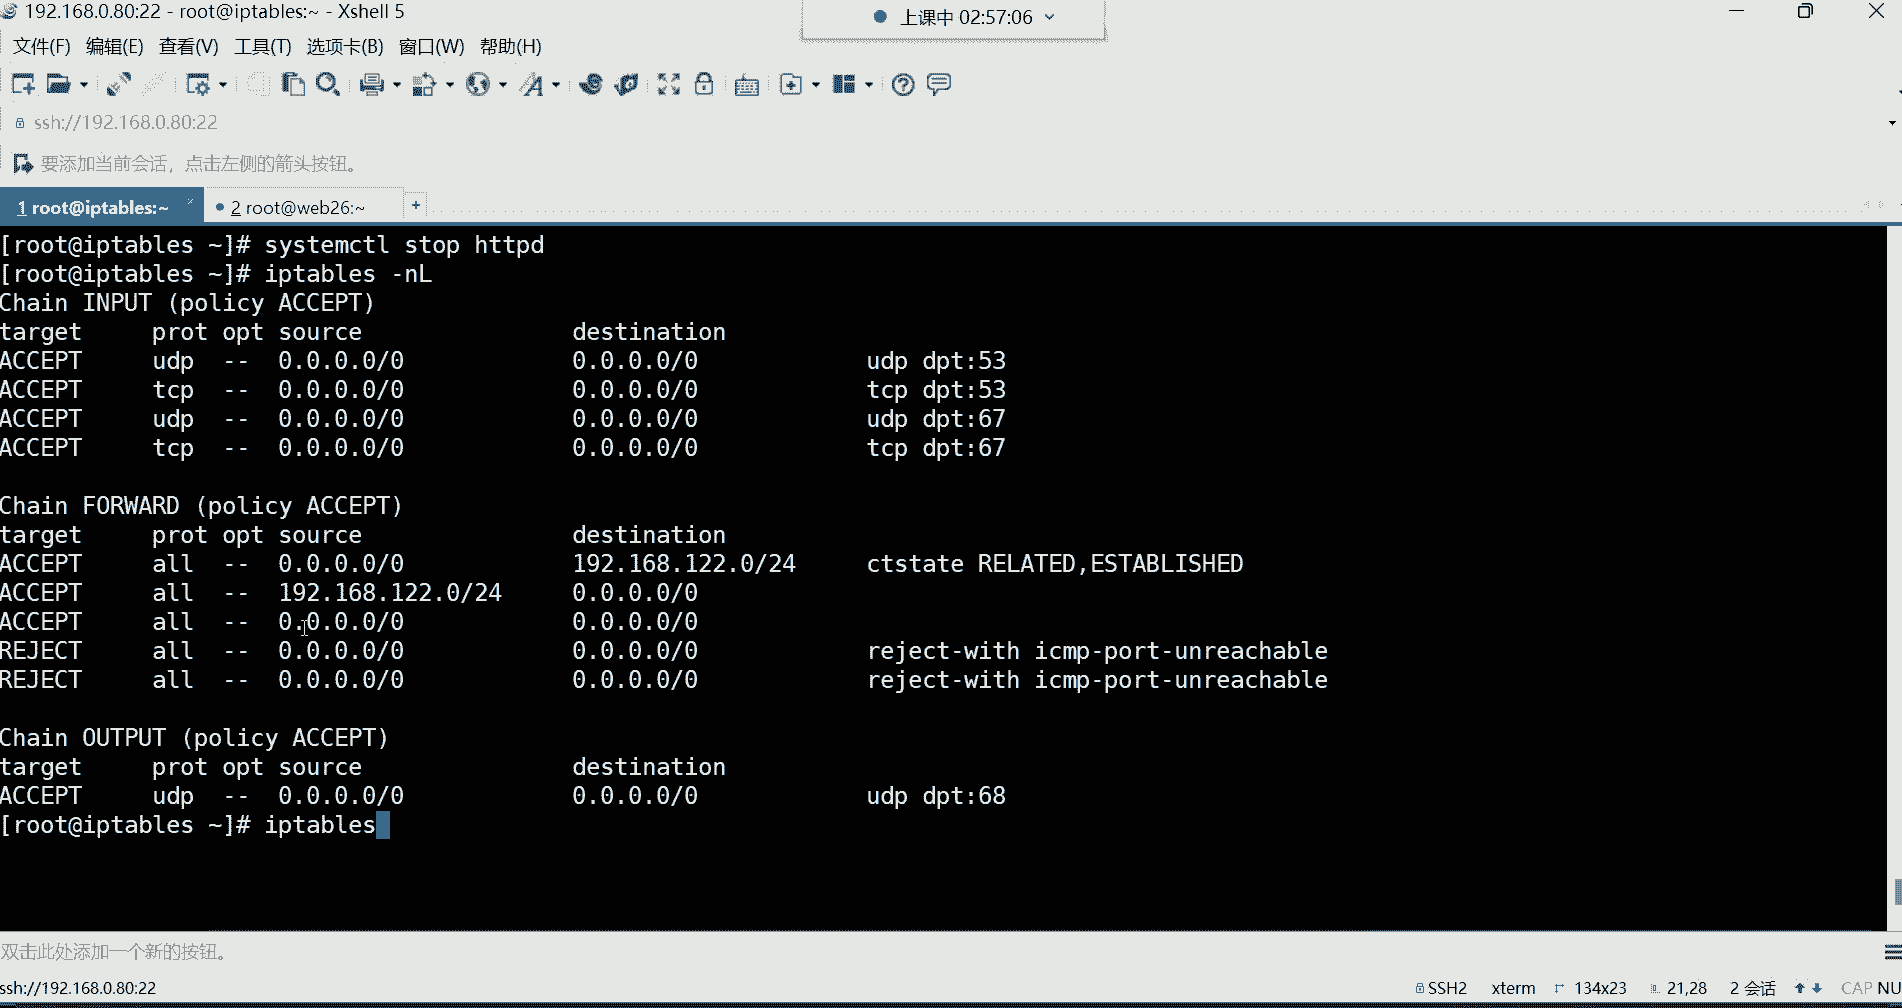 192.168.0.80:22 - root@iptables:~ - Xshell 5
上课中 02:57:06
文件(F) 编辑(E) 查看(V) 工具(T) 选项卡(B) 窗口(W) 帮助(H)
ssh://192.168.0.80:22
要添加当前会话，点击左侧的箭头按钮。
1 root@iptables:~ 2 root@web26:~ +
[root@iptables ~]# systemctl stop httpd
[root@iptables ~]# iptables -nL
Chain INPUT (policy ACCEPT)
target prot opt source destination
ACCEPT udp -- 0.0.0.0/0 0.0.0.0/0 udp dpt:53
ACCEPT tcp -- 0.0.0.0/0 0.0.0.0/0 tcp dpt:53
ACCEPT udp -- 0.0.0.0/0 0.0.0.0/0 udp dpt:67
ACCEPT tcp -- 0.0.0.0/0 0.0.0.0/0 tcp dpt:67
Chain FORWARD (policy ACCEPT)
target prot opt source destination
ACCEPT all -- 0.0.0.0/0 192.168.122.0/24 ctstate RELATED,ESTABLISHED
ACCEPT all -- 192.168.122.0/24 0.0.0.0/0
ACCEPT all -- 0.0.0.0/0 0.0.0.0/0
REJECT all -- 0.0.0.0/0 0.0.0.0/0 reject-with icmp-port-unreachable
REJECT all -- 0.0.0.0/0 0.0.0.0/0 reject-with icmp-port-unreachable
Chain OUTPUT (policy ACCEPT)
target prot opt source destination
ACCEPT udp -- 0.0.0.0/0 0.0.0.0/0 udp dpt:68
[root@iptables ~]# iptables
双击此处添加一个新的按钮。
ssh://192.168.0.80:22 SSH2 xterm 134x23 21,28 2 会话 CAP NU